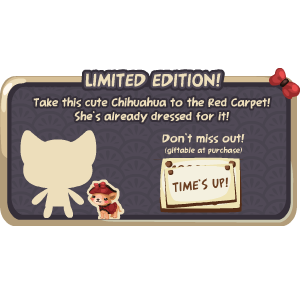 LIMITED EDITION!
Take this cute Chihuahua to the Red Carpet!
She's already dressed for it!
Don't miss out!
(giftable at purchase)
TIME'S UP!